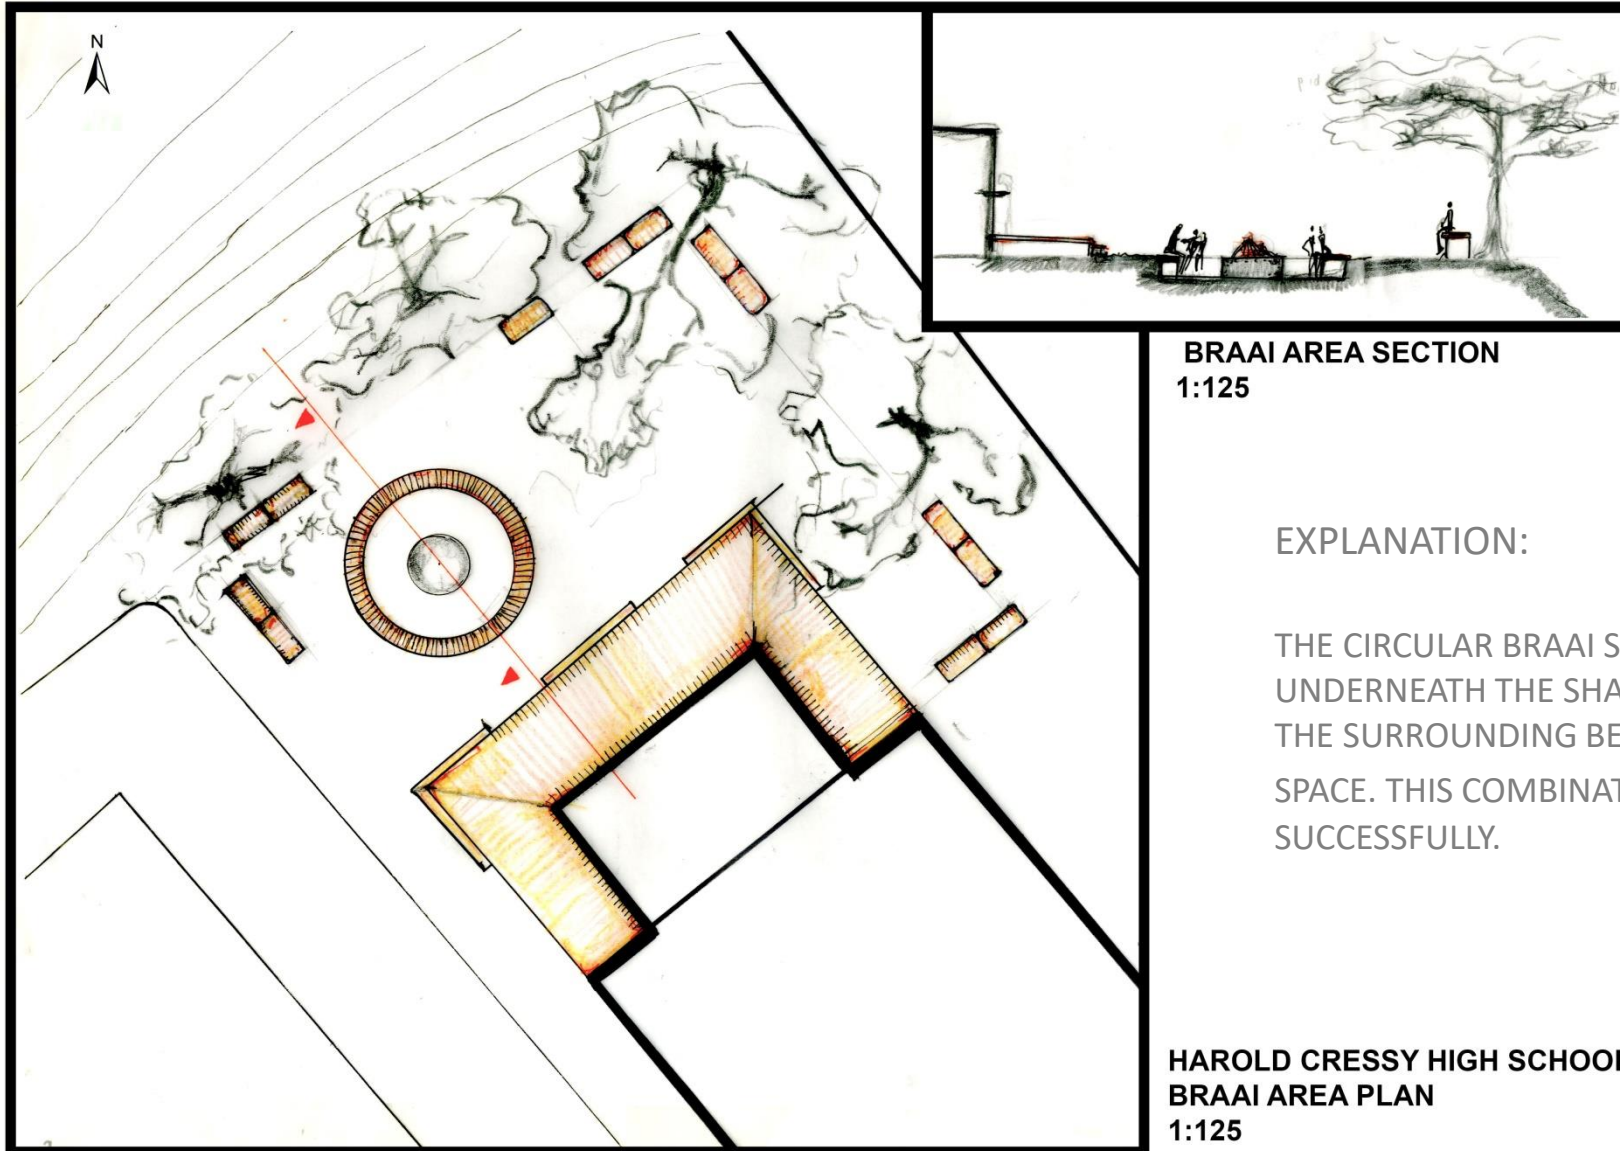 N
BRAAI AREA SECTION
1:125
EXPLANATION:
THE CIRCULAR BRAAI S
UNDERNEATH THE SHA
THE SURROUNDING BE
SPACE. THIS COMBINAT
SUCCESSFULLY.
HAROLD CRESSY HIGH SCHOOL
BRAAI AREA PLAN
1:125